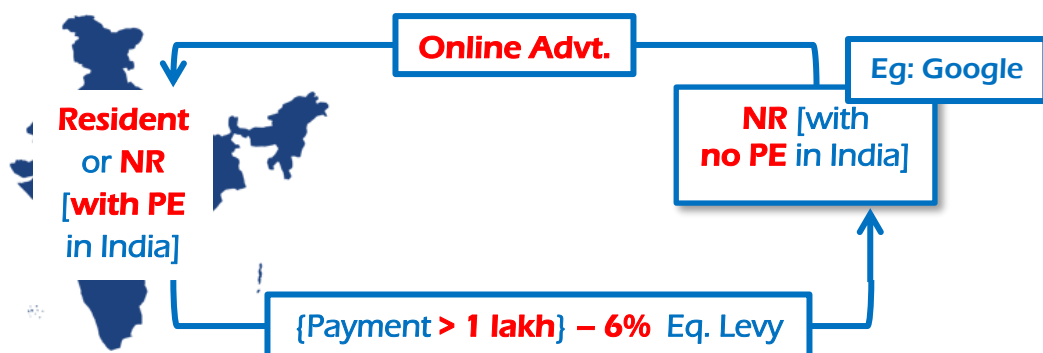 Online Advt.
Eg: Google
Resident
or NR
[with PE
in India]
NR [with
no PE in India]
{Payment > 1 lakh} – 6% Eq. Levy